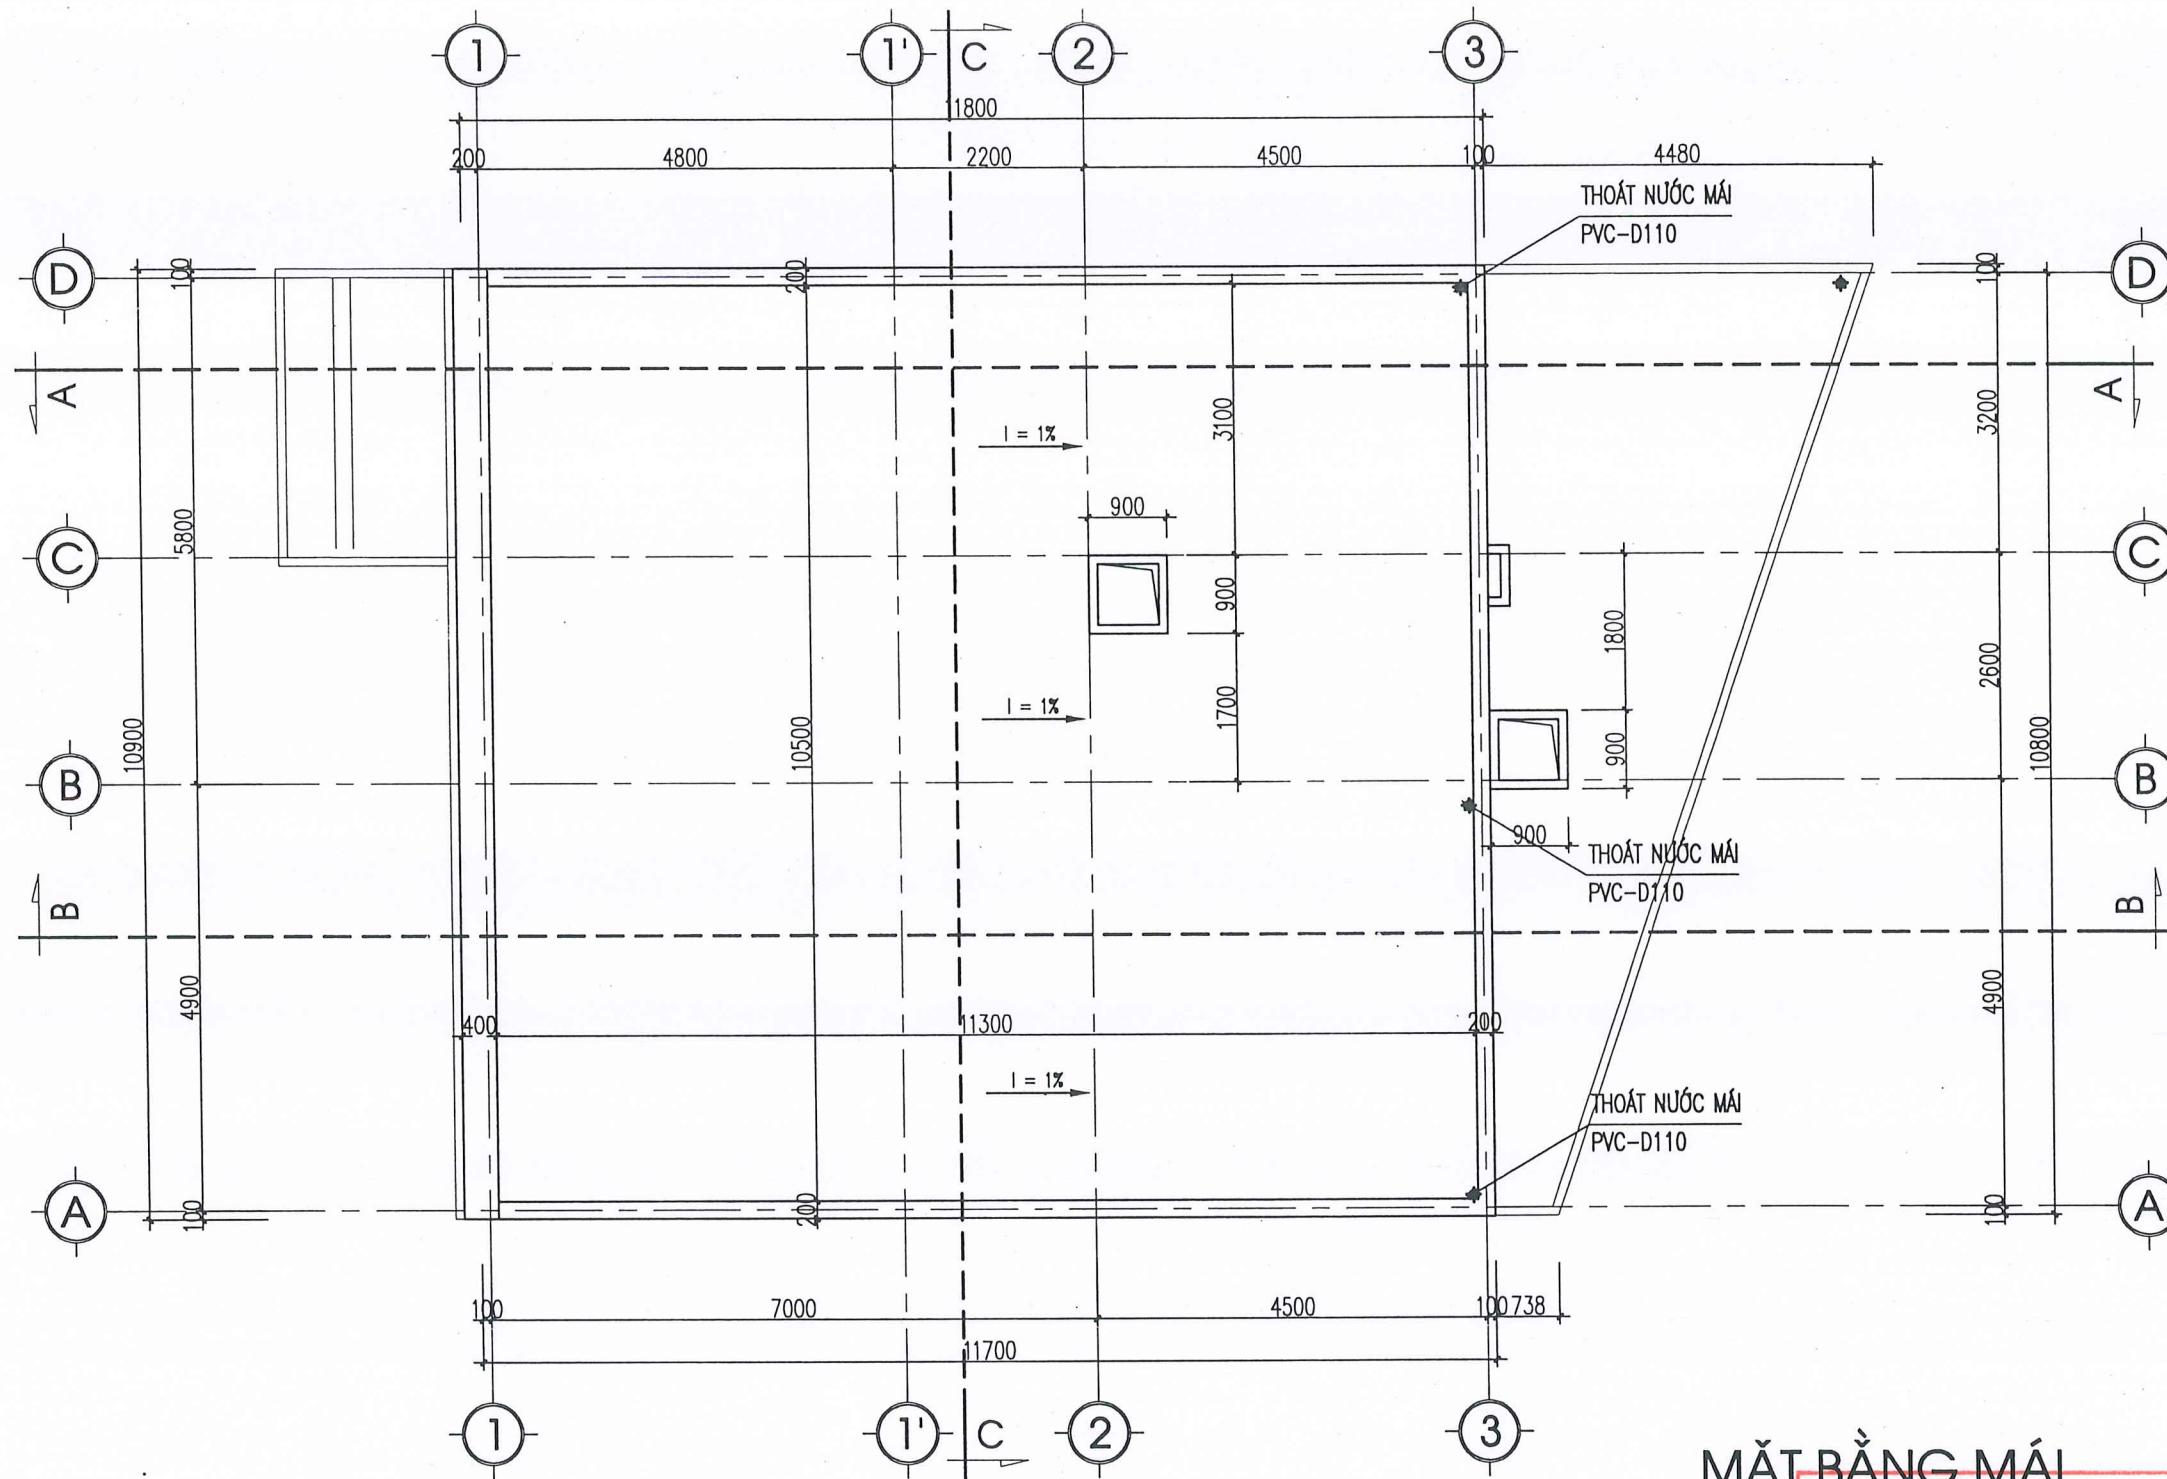 1 1' C 2 3
11800
200 4800 2200 4500 100 4480
THOÁT NƯỚC MÁI
PVC-D110
D 100 200 100 D
A 3100 3200 A
I = 1%
5800 900
C C
900 1800
2600
I = 1% 1700
10900 10500 900 10800
B B
900 THOÁT NƯỚC MÁI
PVC-D110
B B
4900 4900
400 11300 200
I = 1%
THOÁT NƯỚC MÁI
PVC-D110
A 100 200 100 A
100 7000 4500 100 738
11700
1 1' C 2 3
MẶT BẰNG MÁI